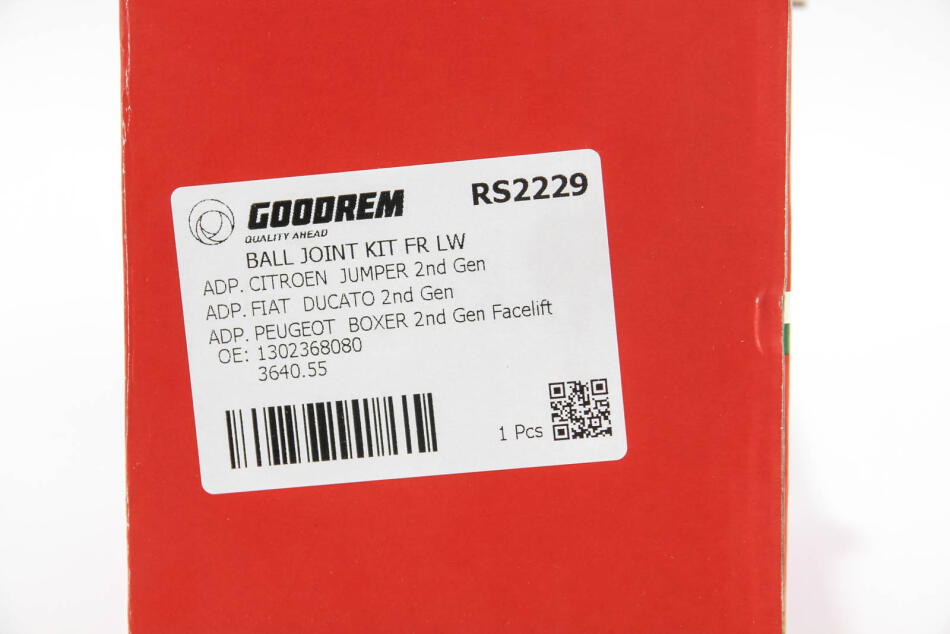 GOODREM
QUALITY AHEAD
RS2229
BALL JOINT KIT FR LW
ADP. CITROEN JUMPER 2nd Gen
ADP. FIAT DUCATO 2nd Gen
ADP. PEUGEOT BOXER 2nd Gen Facelift
OE: 1302368080
3640.55
1 Pcs